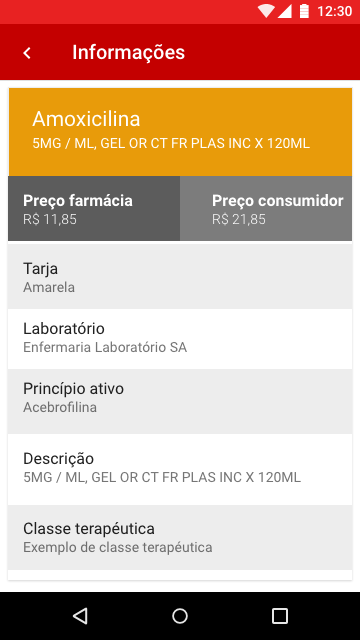 12:30
Informações
Amoxicilina
5MG / ML, GEL OR CT FR PLAS INC X 120ML
Preço farmácia
R$ 11,85
Preço consumidor
R$ 21,85
Tarja
Amarela
Laboratório
Enfermaria Laboratório SA
Princípio ativo
Acebrofilina
Descrição
5MG / ML, GEL OR CT FR PLAS INC X 120ML
Classe terapéutica
Exemplo de classe terapéutica